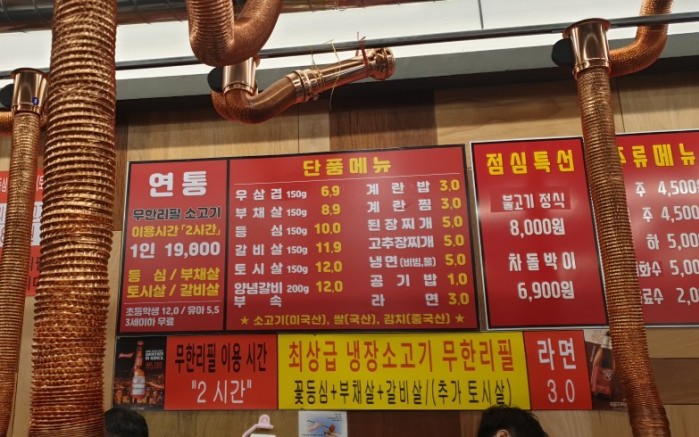 연통
무한리필 소고기
이용시간「2시간」
1인 19,800
등심 / 부채살
토시살 / 갈비살
초등학생 12,0 / 유아 5,5
3세이하 무료
단품메뉴
우삼겹 150g 6,9
부채살 150g 8,9
등심 150g 10,0
갈비살 150g 11,9
토시살 150g 12,0
양념갈비 200g 12,0
부속
계란밥 3,0
계란찜 3,0
된장찌개 5,0
고추장찌개 5,0
냉면(비빔,물) 5,0
공기밥 1,0
라면 3,0
★ 소고기(미국산), 쌀(국산), 김치(중국산) ★
점심특선
불고기 정식
8,000원
차돌박이
6,900원
주류메뉴
주 4,500
주 4,500
하 5,000
화수 5,00
료수 2,00
무한리필 이용 시간
"2 시간"
최상급 냉장소고기 무한리필
꽃등심+부채살+갈비살/(추가 토시살)
라면
3.0